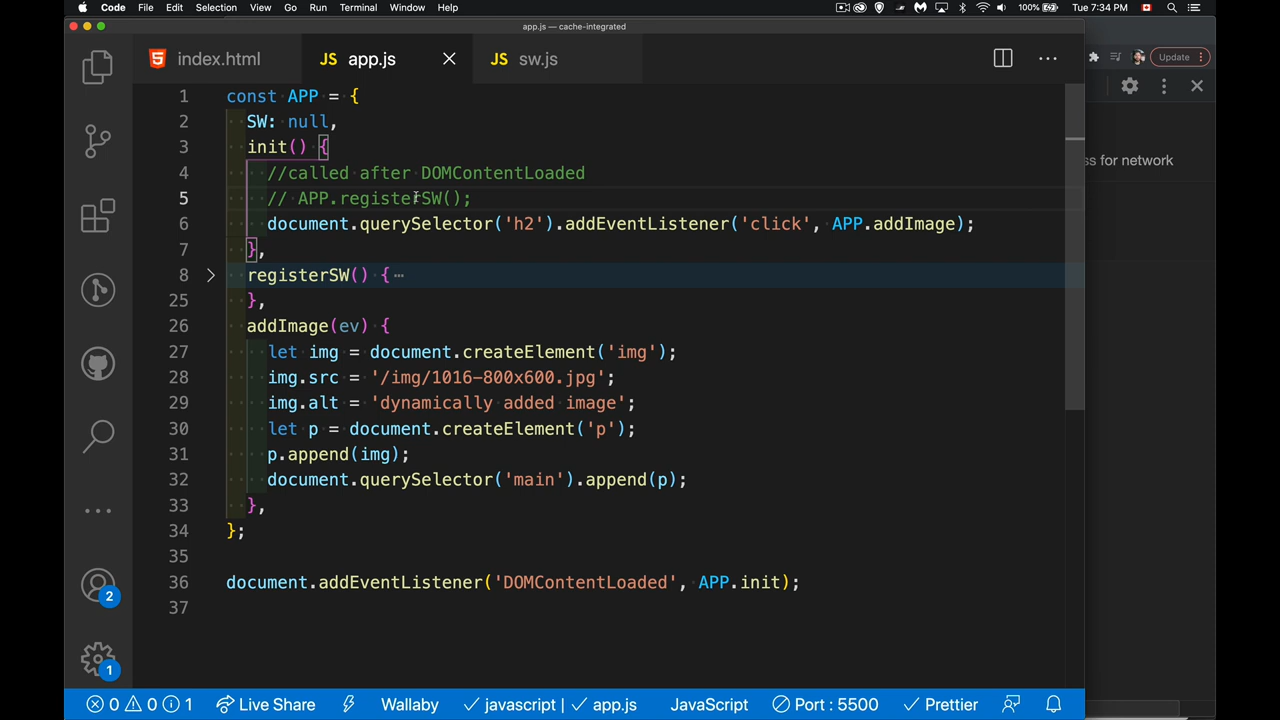 Code File Edit Selection View Go Run Terminal Window Help 100% Tue 7:34 PM
app.js — cache-integrated
index.html JS app.js JS sw.js
Update
1 const APP = {
2 SW: null,
3 init() {
4 //called after DOMContentLoaded
5 // APP.registerSW();
6 document.querySelector('h2').addEventListener('click', APP.addImage);
7 },
8 registerSW() { ⋯
25 },
26 addImage(ev) {
27 let img = document.createElement('img');
28 img.src = '/img/1016-800x600.jpg';
29 img.alt = 'dynamically added image';
30 let p = document.createElement('p');
31 p.append(img);
32 document.querySelector('main').append(p);
33 },
34 };
35
36 document.addEventListener('DOMContentLoaded', APP.init);
37
ss for network
2
1
0 0 1 Live Share Wallaby javascript | app.js JavaScript Port : 5500 Prettier